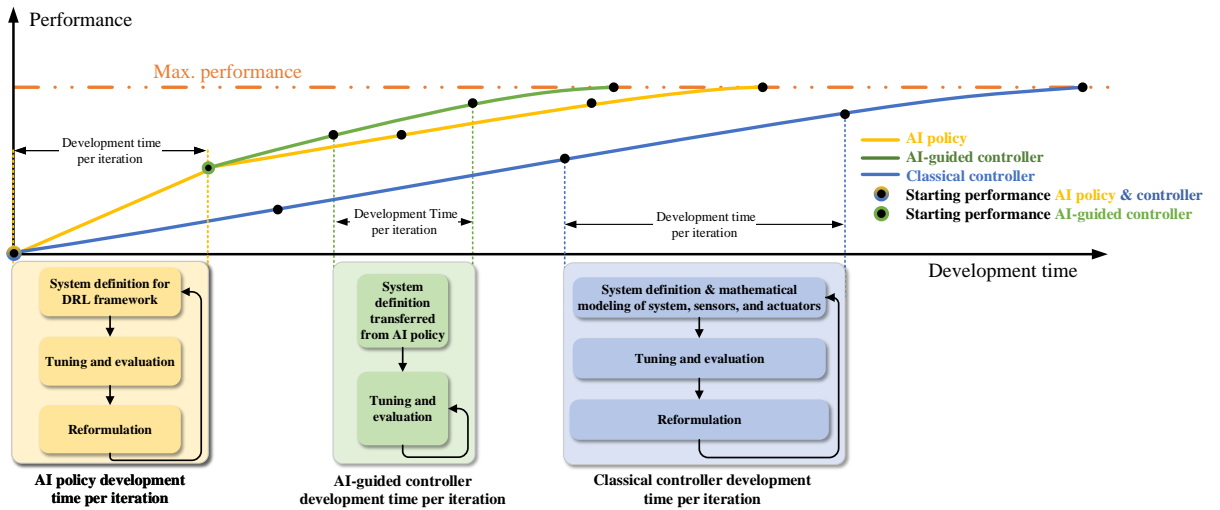 Performance
Max. performance
Development time
per iteration
Development Time
per iteration
Development time
per iteration
AI policy
AI-guided controller
Classical controller
Starting performance AI policy & controller
Starting performance AI-guided controller
Development time
System definition for
DRL framework
Tuning and evaluation
Reformulation
AI policy development
time per iteration
System
definition
transferred
from AI policy
Tuning and
evaluation
AI-guided controller
development time per iteration
System definition & mathematical
modeling of system, sensors, and actuators
Tuning and evaluation
Reformulation
Classical controller development
time per iteration